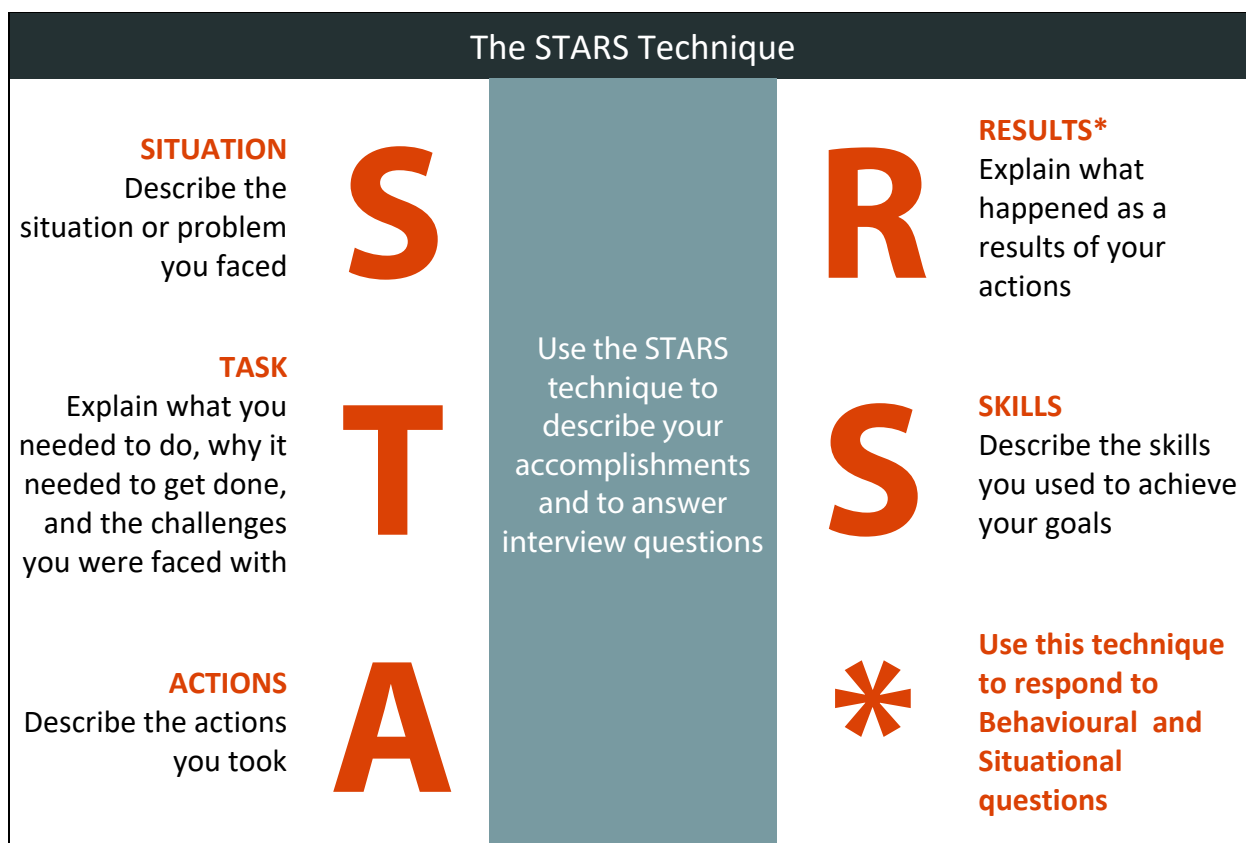 The STARS Technique
SITUATION
Describe the
situation or problem
you faced
S
TASK
Explain what you
needed to do, why it
needed to get done,
and the challenges
you were faced with
T
ACTIONS
Describe the actions
you took
A
Use the STARS
technique to
describe your
accomplishments
and to answer
interview questions
R
RESULTS*
Explain what
happened as a
results of your
actions
S
SKILLS
Describe the skills
you used to achieve
your goals
*
Use this technique
to respond to
Behavioural and
Situational
questions